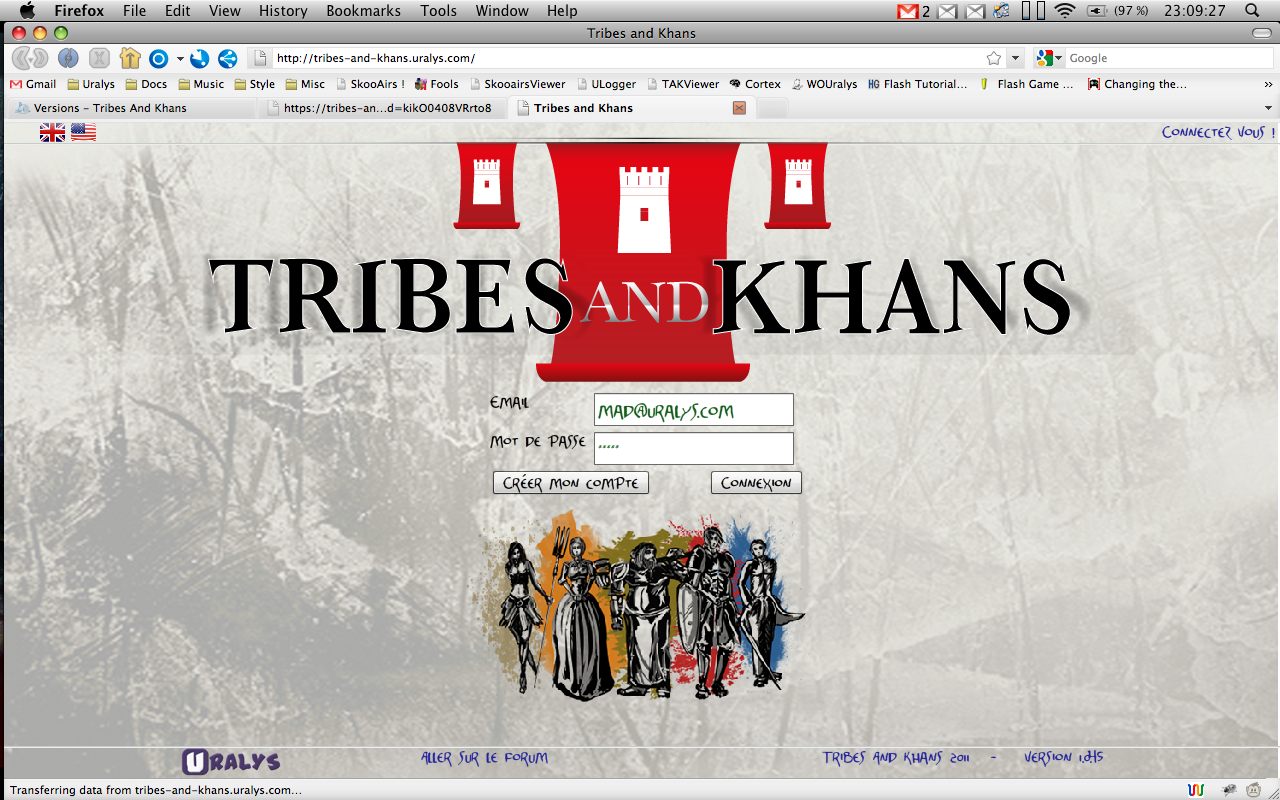 Firefox File Edit View History Bookmarks Tools Window Help 2 (97 %) 23:09:27
Tribes and Khans
http://tribes-and-khans.uralys.com/ Google
Gmail Uralys Docs Music Style Misc SkooAirs ! Fools SkooairsViewer ULogger TAKViewer Cortex WOUralys HG Flash Tutorial... Flash Game ... Changing the... »
Versions – Tribes And Khans https://tribes-an...d=kikO0408VRrto8 Tribes and Khans
Connectez vous !
TRIBES AND KHANS
Email mad@uralys.com
Mot de passe .....
Créer mon compte Connexion
Uralys Aller sur le forum Tribes and Khans 2011 - version
Transferring data from tribes-and-khans.uralys.com...